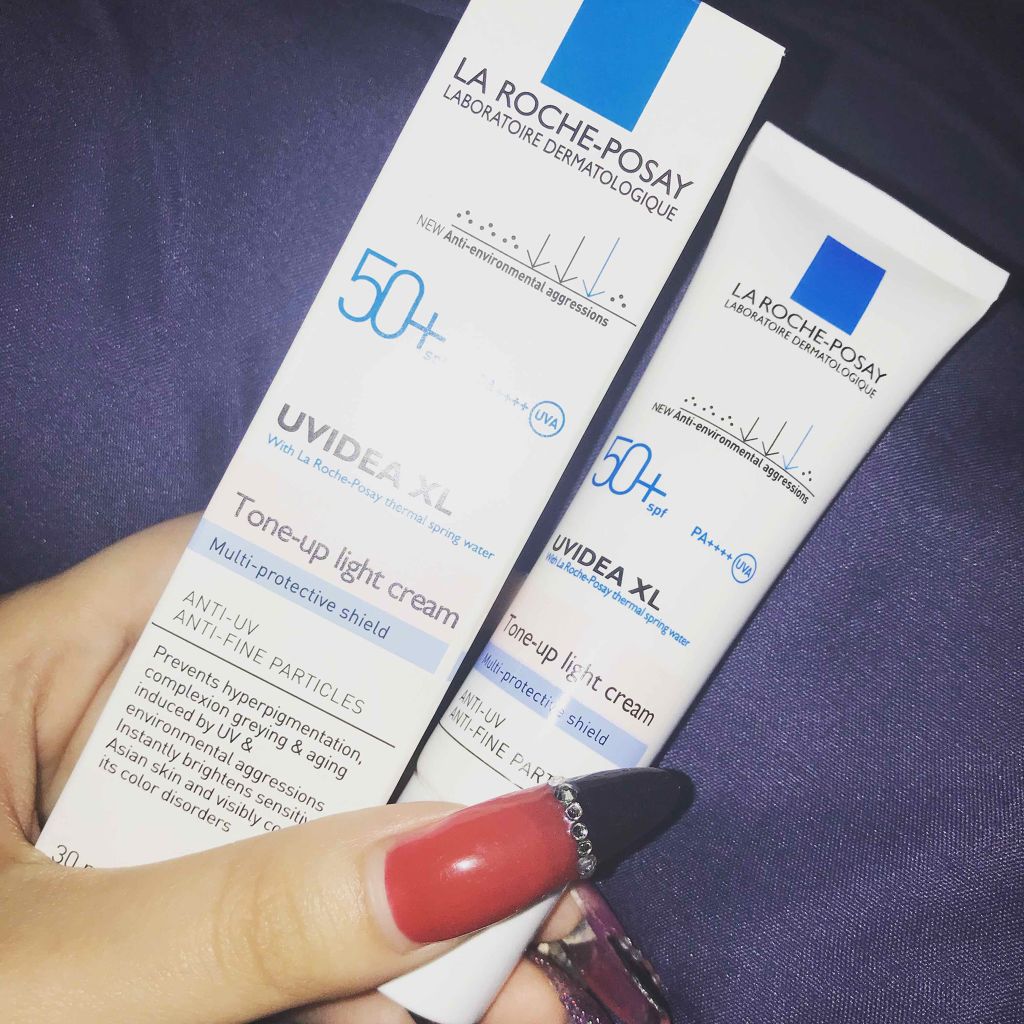 LA ROCHE-POSAY
LABORATOIRE DERMATOLOGIQUE
NEW Anti-environmental aggressions
50+
spf
PA++++ UVA
UVIDEA XL
With La Roche-Posay thermal spring water
Tone-up light cream
Multi-protective shield
ANTI-UV
ANTI-FINE PARTICLES
Prevents hyperpigmentation,
complexion greying & aging
induced by UV &
environmental aggressions
Instantly brightens
Asian skin and visibly
its color disorders
30
LA ROCHE-POSAY
LABORATOIRE DERMATOLOGIQUE
NEW Anti-environmental aggressions
50+
spf
PA++++ UVA
UVIDEA XL
With La Roche-Posay thermal spring water
Tone-up light cream
Multi-protective shield
ANTI-UV
ANTI-FINE PART